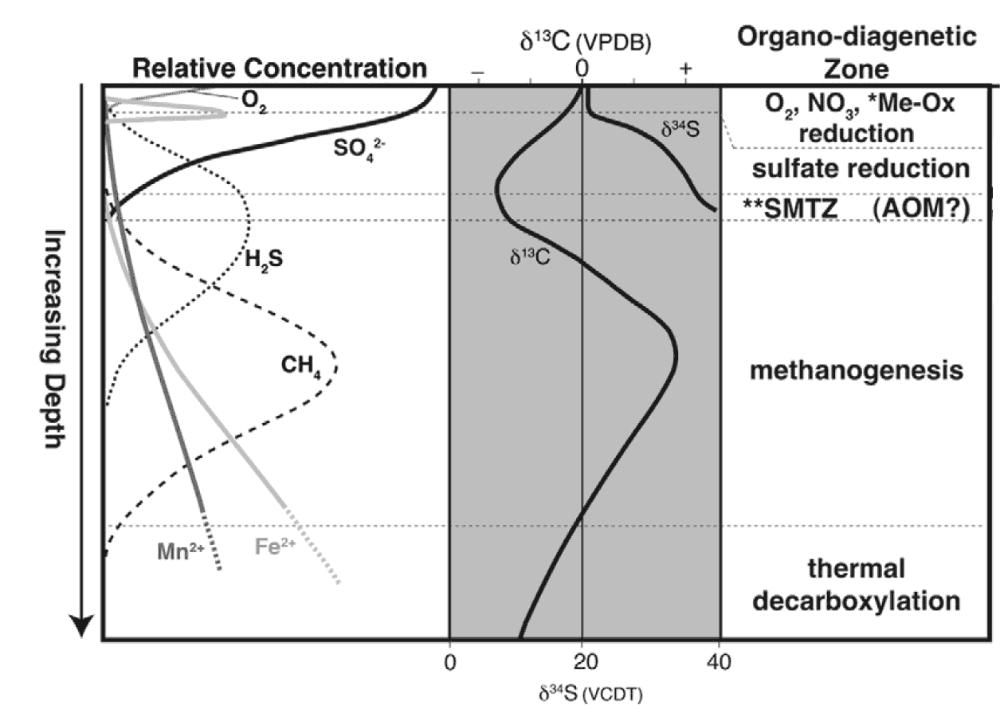 δ¹³C (VPDB)
Organo-diagenetic
Zone
Relative Concentration
– 0 +
O₂
O₂, NO₃, *Me-Ox
reduction
δ³⁴S
SO₄²⁻
sulfate reduction
**SMTZ (AOM?)
Increasing Depth
H₂S
δ¹³C
CH₄
methanogenesis
Mn²⁺
Fe²⁺
thermal
decarboxylation
0 20 40
δ³⁴S (VCDT)